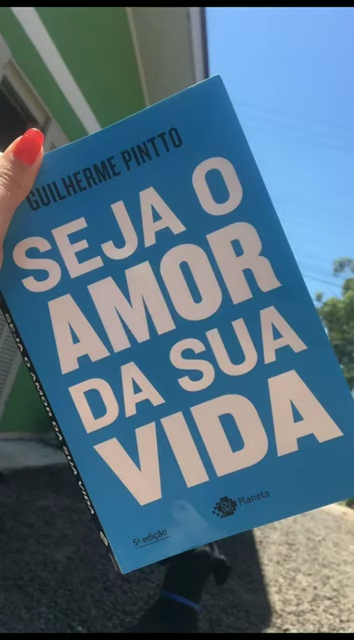 GUILHERME PINTTO
SEJA O
AMOR
DA SUA
VIDA
5ª edição
Planeta